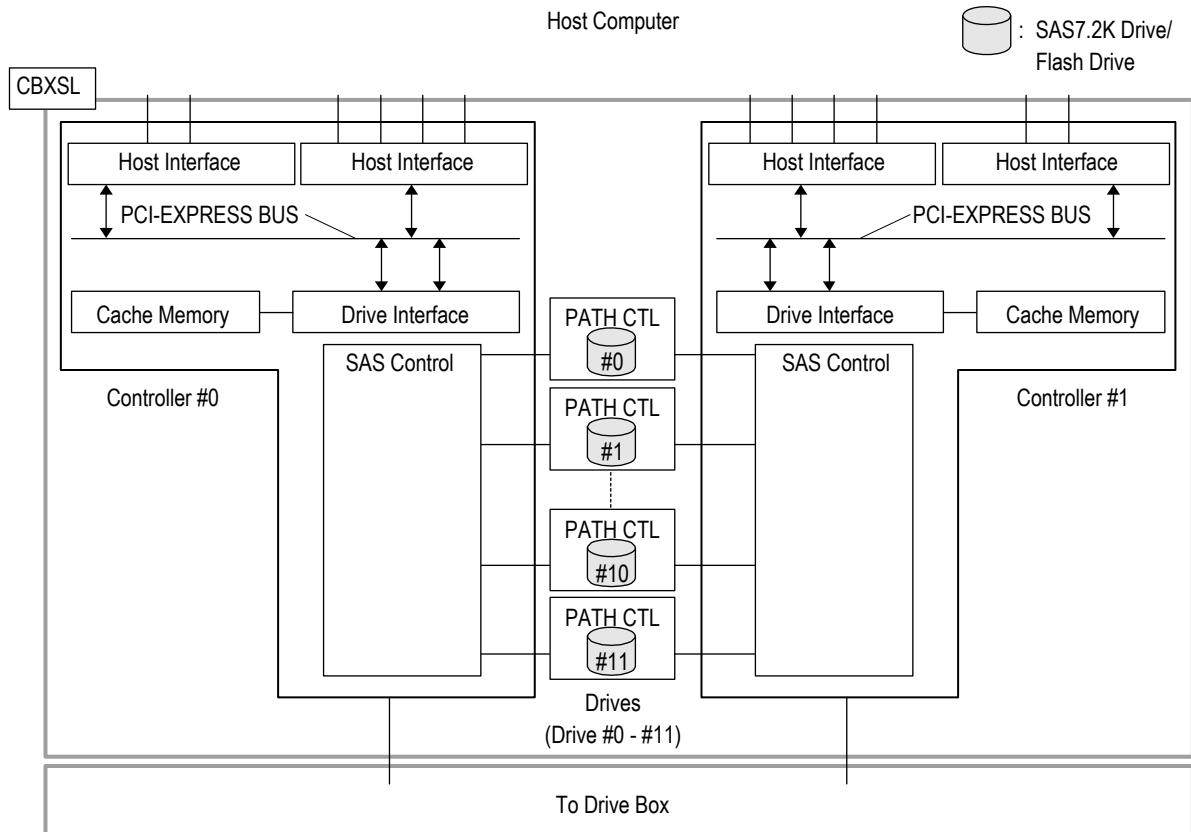 Host Computer
: SAS7.2K Drive/
Flash Drive
CBXSL
Host Interface
Host Interface
Host Interface
Host Interface
PCI-EXPRESS BUS
PCI-EXPRESS BUS
Cache Memory
Drive Interface
PATH CTL
#0
Drive Interface
Cache Memory
SAS Control
SAS Control
Controller #0
Controller #1
PATH CTL
#1
PATH CTL
#10
PATH CTL
#11
Drives
(Drive #0 - #11)
To Drive Box